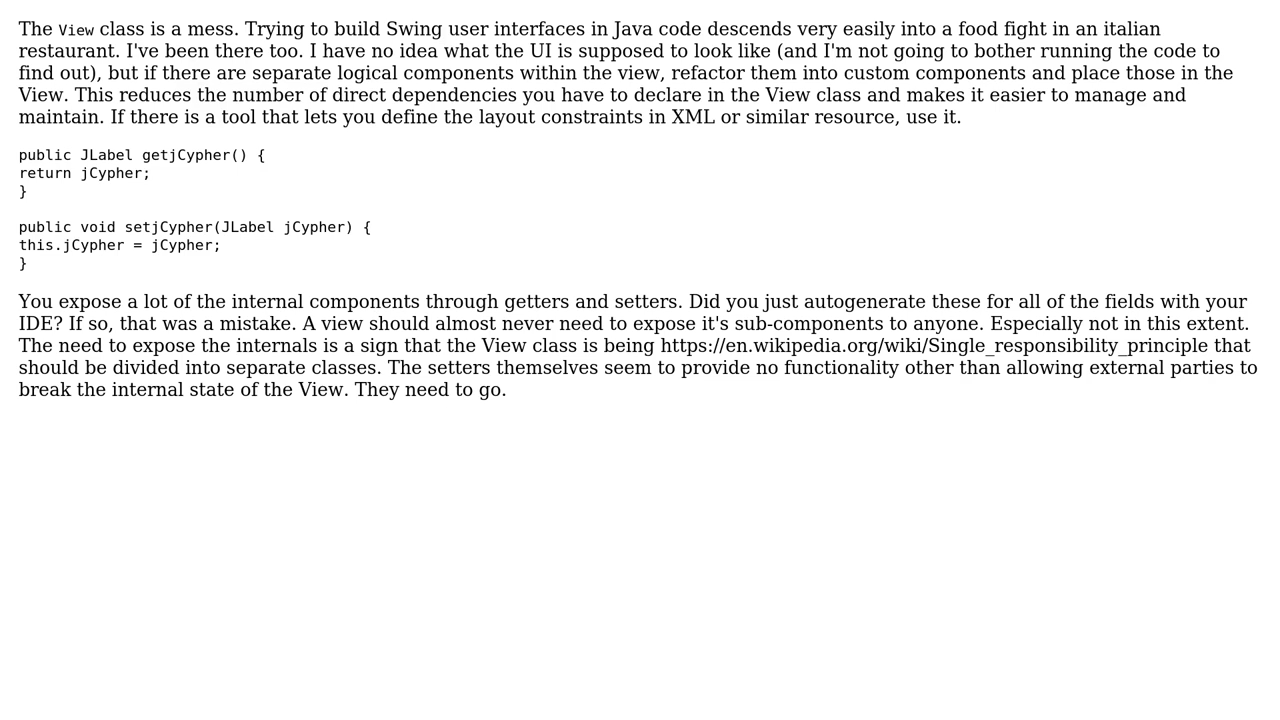 The View class is a mess. Trying to build Swing user interfaces in Java code descends very easily into a food fight in an italian
restaurant. I've been there too. I have no idea what the UI is supposed to look like (and I'm not going to bother running the code to
find out), but if there are separate logical components within the view, refactor them into custom components and place those in the
View. This reduces the number of direct dependencies you have to declare in the View class and makes it easier to manage and
maintain. If there is a tool that lets you define the layout constraints in XML or similar resource, use it.
public JLabel getjCypher() {
return jCypher;
}
public void setjCypher(JLabel jCypher) {
this.jCypher = jCypher;
}
You expose a lot of the internal components through getters and setters. Did you just autogenerate these for all of the fields with your
IDE? If so, that was a mistake. A view should almost never need to expose it's sub-components to anyone. Especially not in this extent.
The need to expose the internals is a sign that the View class is being https://en.wikipedia.org/wiki/Single_responsibility_principle that
should be divided into separate classes. The setters themselves seem to provide no functionality other than allowing external parties to
break the internal state of the View. They need to go.